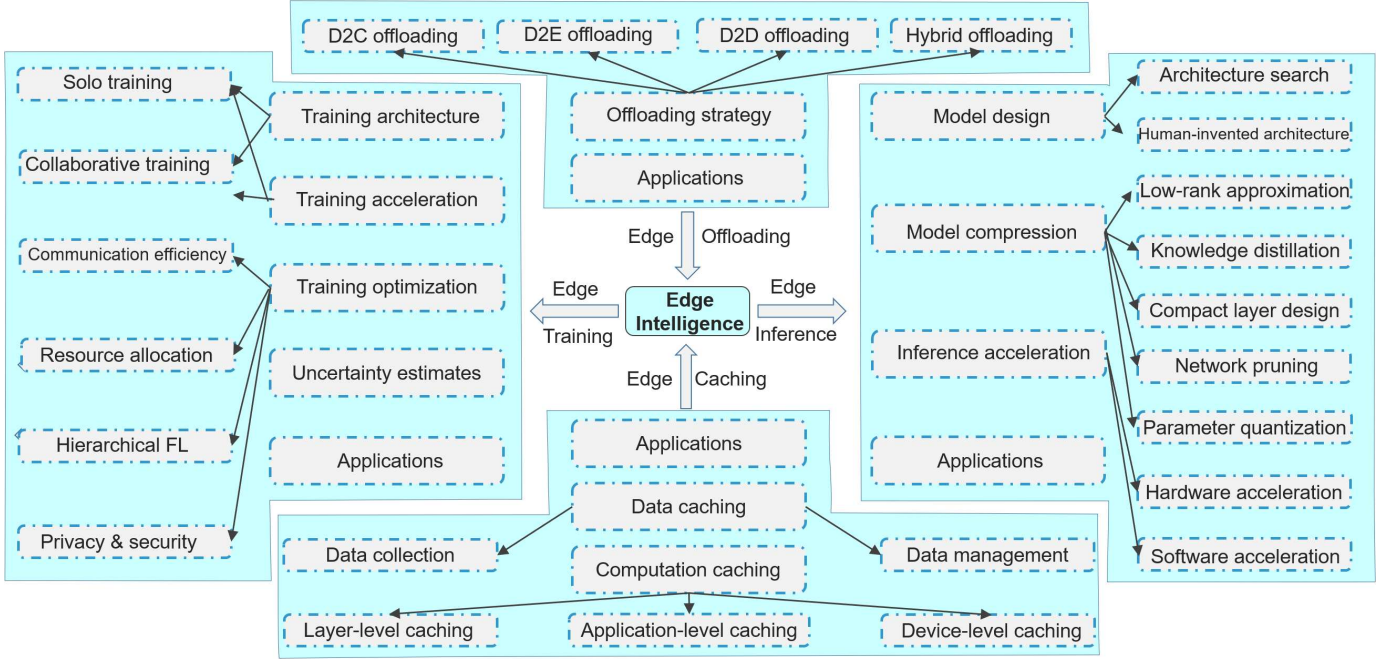 D2C offloading
D2E offloading
D2D offloading
Hybrid offloading
Offloading strategy
Applications
Solo training
Collaborative training
Communication efficiency
Resource allocation
Hierarchical FL
Privacy & security
Training architecture
Training acceleration
Training optimization
Uncertainty estimates
Applications
Edge Offloading
Edge
Training
Edge
Intelligence
Edge
Inference
Edge Caching
Model design
Model compression
Inference acceleration
Applications
Architecture search
Human-invented architecture
Low-rank approximation
Knowledge distillation
Compact layer design
Network pruning
Parameter quantization
Hardware acceleration
Software acceleration
Applications
Data caching
Data collection
Computation caching
Data management
Layer-level caching
Application-level caching
Device-level caching